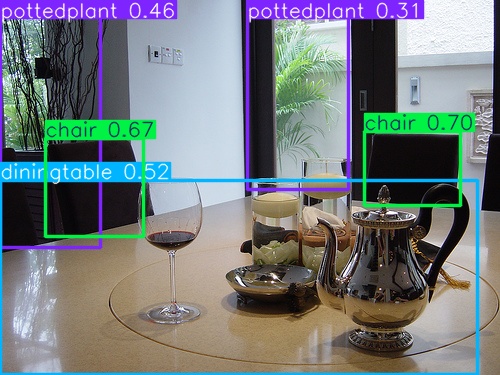 pottedplant 0.46
pottedplant 0.31
chair 0.67
chair 0.70
diningtable 0.52